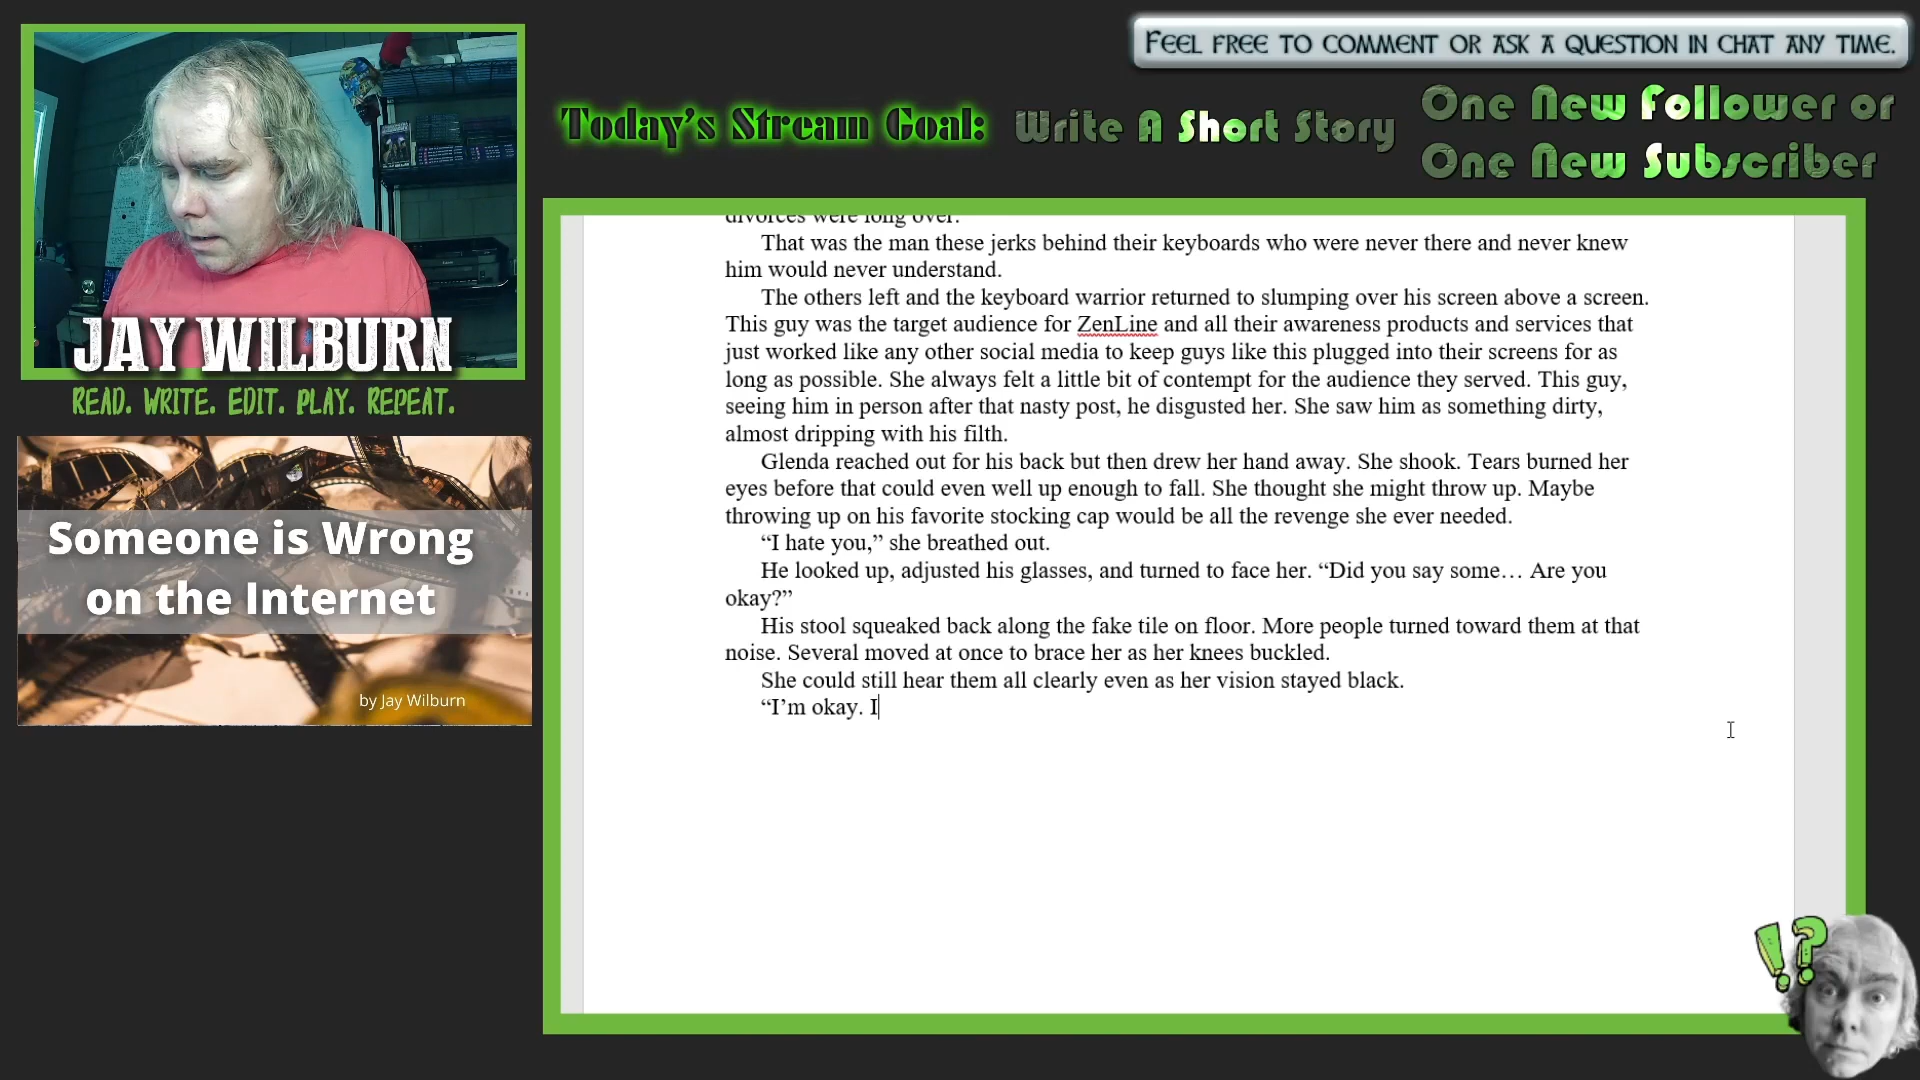 FEEL FREE TO COMMENT OR ASK A QUESTION IN CHAT ANY TIME.
Today's Stream Goal:
Write A Short Story
One New Follower or
One New Subscriber
JAY WILBURN
READ. WRITE. EDIT. PLAY. REPEAT.
Someone is Wrong
on the Internet
by Jay Wilburn
divorces were long over.
That was the man these jerks behind their keyboards who were never there and never knew
him would never understand.
The others left and the keyboard warrior returned to slumping over his screen above a screen.
This guy was the target audience for ZenLine and all their awareness products and services that
just worked like any other social media to keep guys like this plugged into their screens for as
long as possible. She always felt a little bit of contempt for the audience they served. This guy,
seeing him in person after that nasty post, he disgusted her. She saw him as something dirty,
almost dripping with his filth.
Glenda reached out for his back but then drew her hand away. She shook. Tears burned her
eyes before that could even well up enough to fall. She thought she might throw up. Maybe
throwing up on his favorite stocking cap would be all the revenge she ever needed.
“I hate you,” she breathed out.
He looked up, adjusted his glasses, and turned to face her. “Did you say some… Are you
okay?”
His stool squeaked back along the fake tile on floor. More people turned toward them at that
noise. Several moved at once to brace her as her knees buckled.
She could still hear them all clearly even as her vision stayed black.
“I’m okay. I
!?